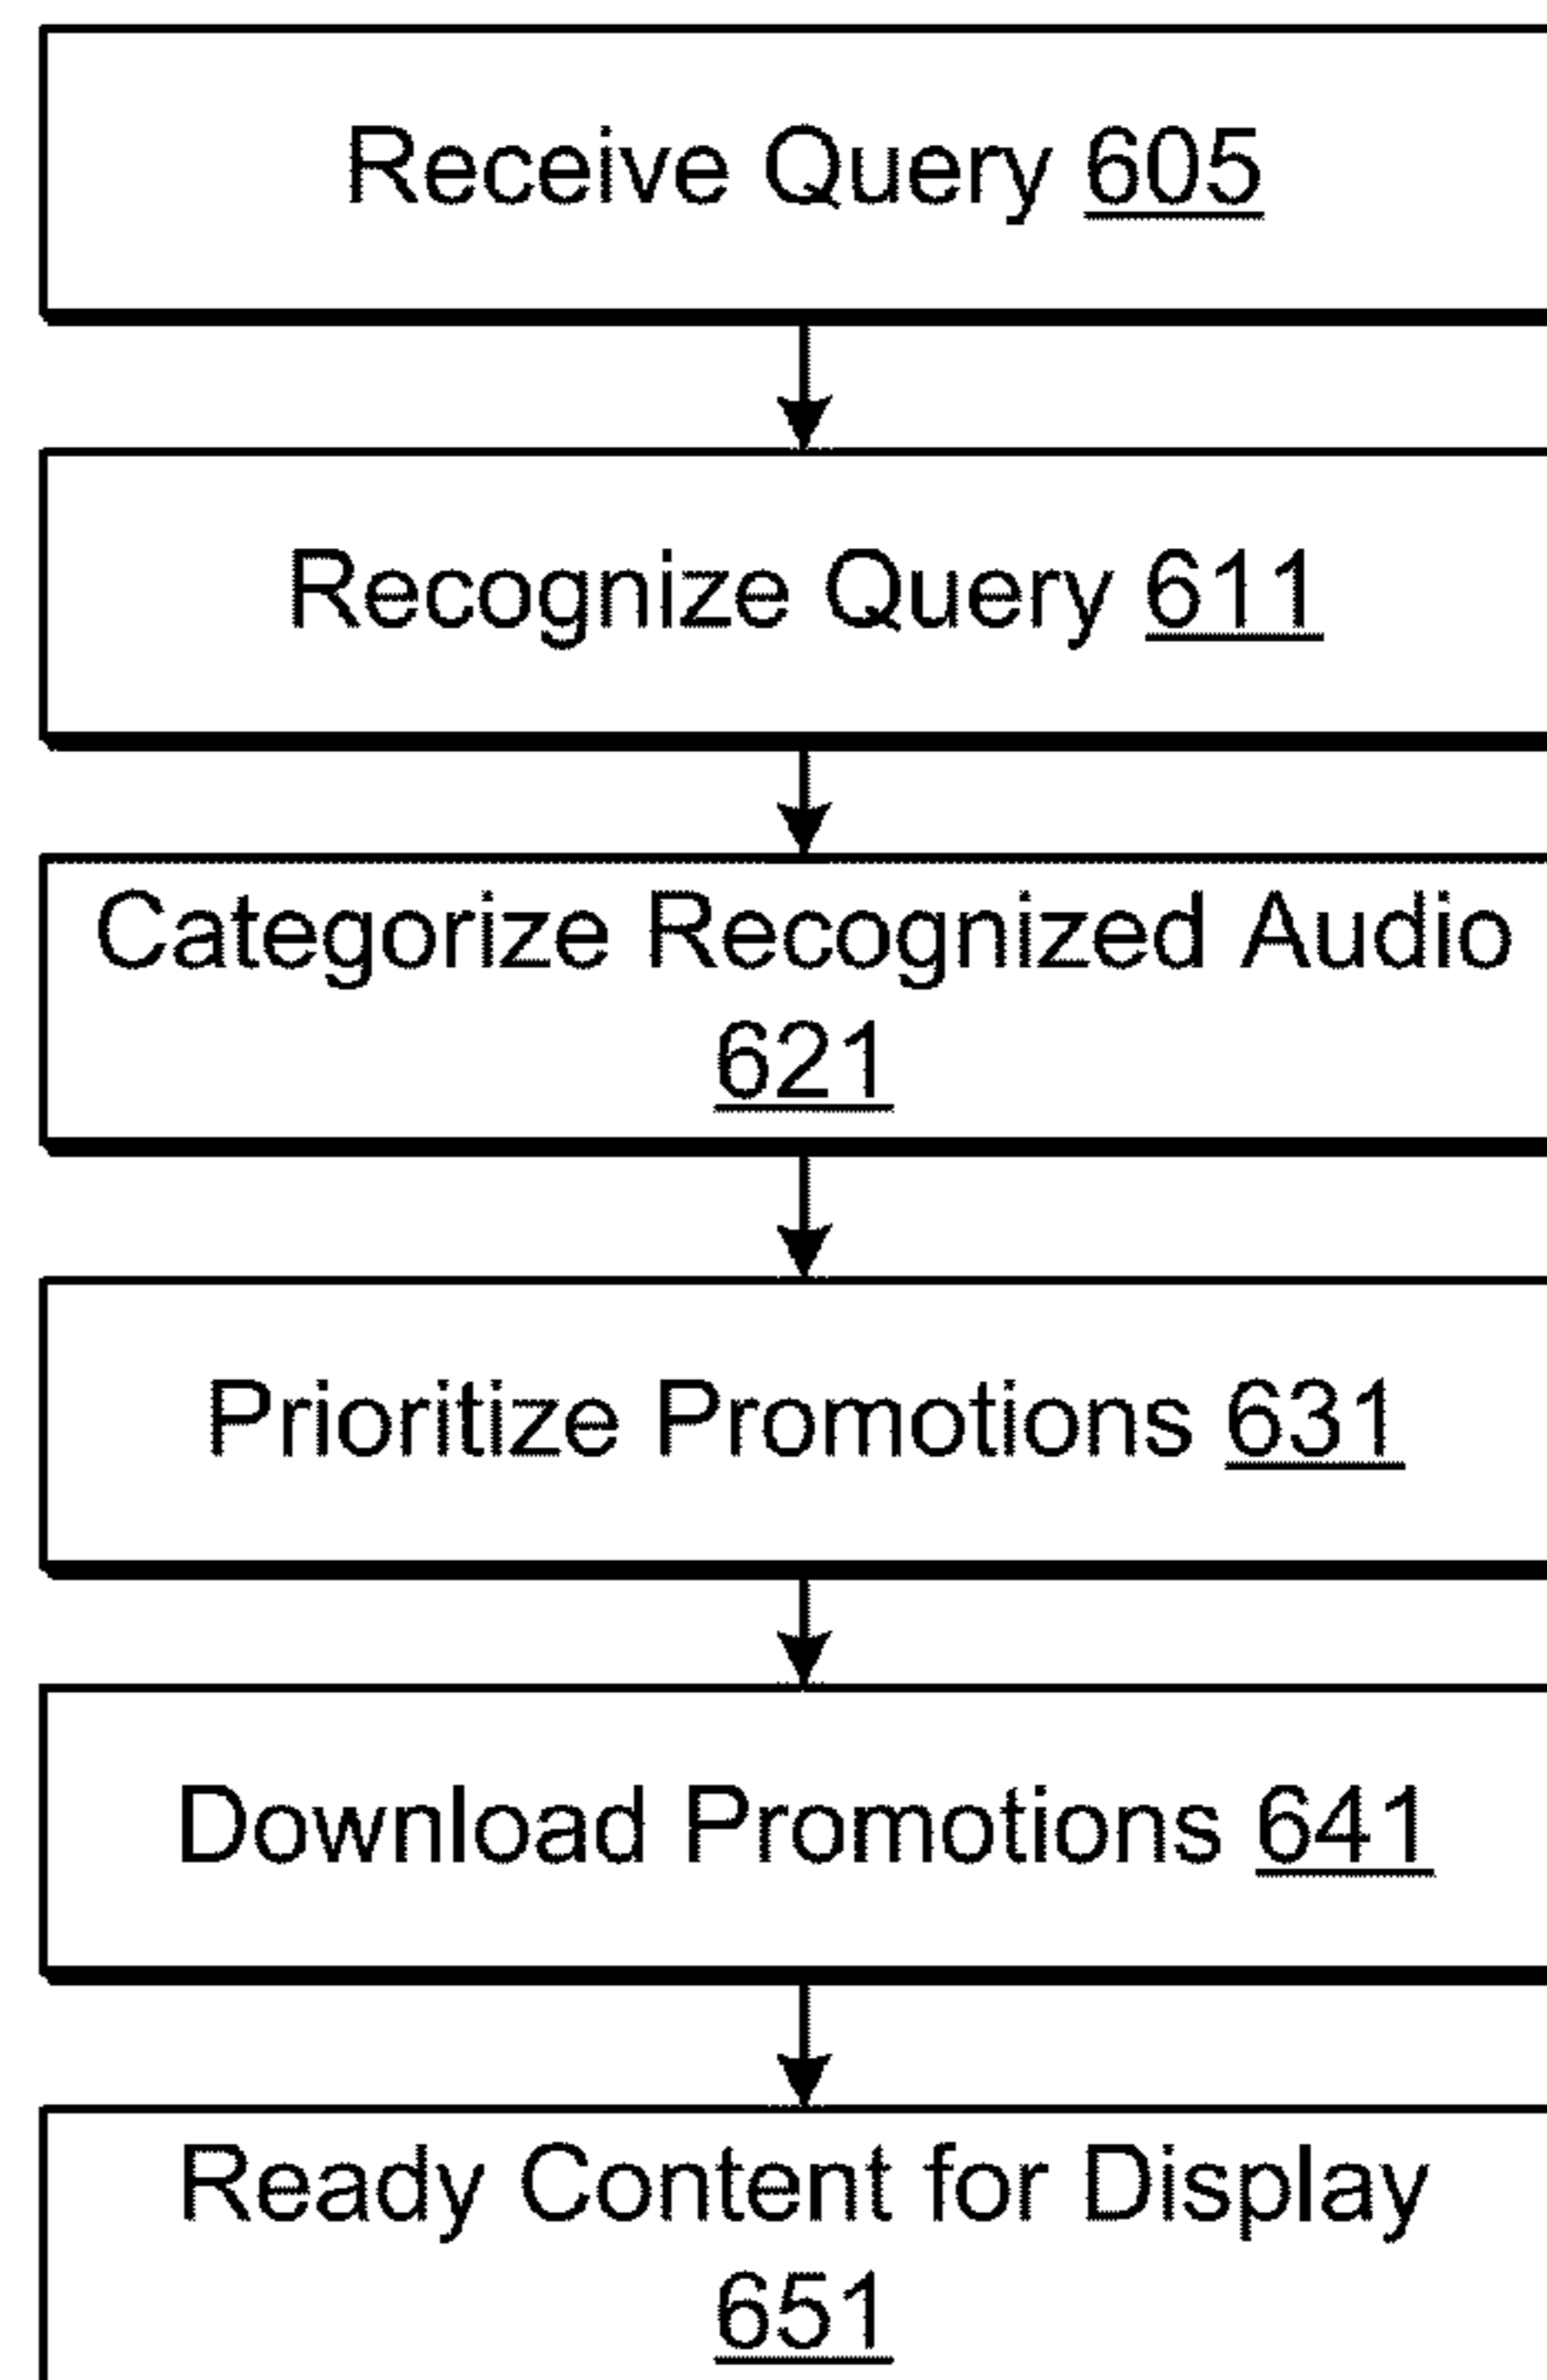 Receive Query 605
Recognize Query 611
Categorize Recognized Audio
621
Prioritize Promotions 631
Download Promotions 641
Ready Content for Display
651